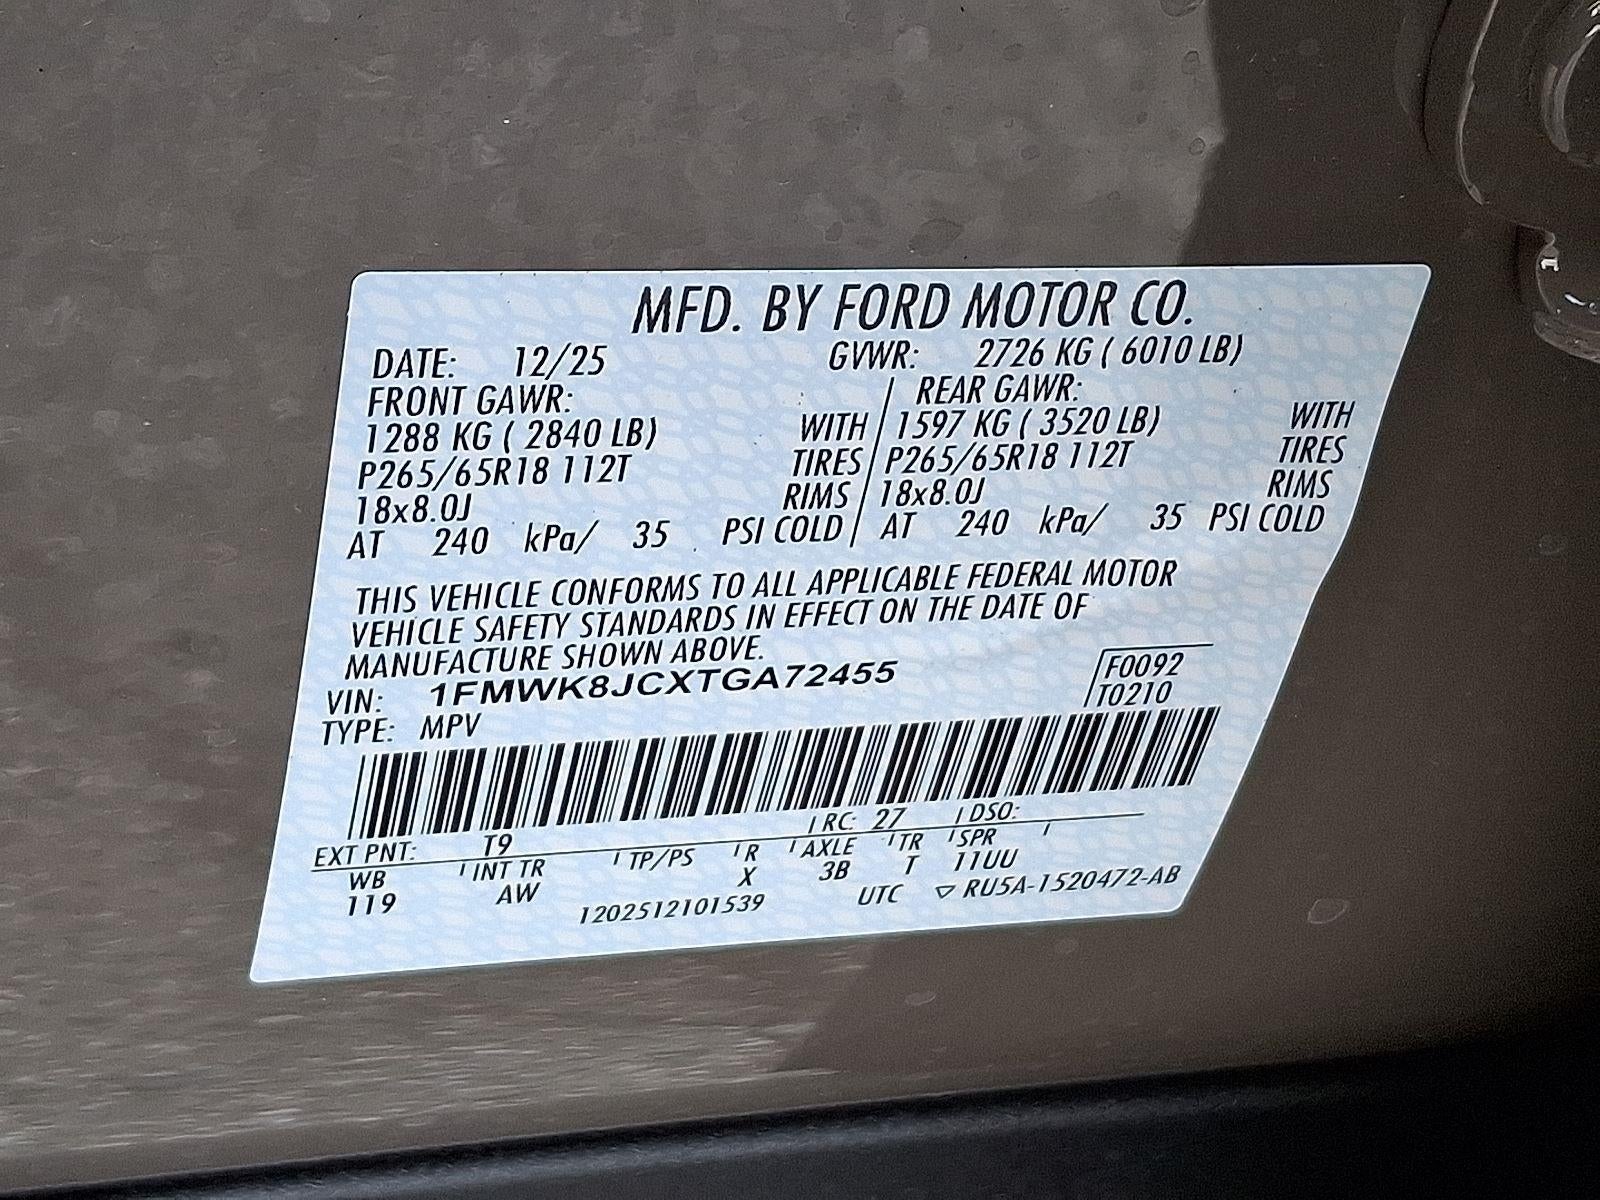 MFD. BY FORD MOTOR CO.
DATE: 12/25 GVWR: 2726 KG ( 6010 LB)
FRONT GAWR: REAR GAWR:
1288 KG ( 2840 LB) WITH 1597 KG ( 3520 LB) WITH
P265/65R18 112T TIRES P265/65R18 112T TIRES
18x8.0J RIMS 18x8.0J RIMS
AT 240 kPa/ 35 PSI COLD AT 240 kPa/ 35 PSI COLD
THIS VEHICLE CONFORMS TO ALL APPLICABLE FEDERAL MOTOR
VEHICLE SAFETY STANDARDS IN EFFECT ON THE DATE OF
MANUFACTURE SHOWN ABOVE.
VIN: 1FMWK8JCXTGA72455 F0092
TYPE: MPV T0210
EXT PNT: T9 RC: 27 DSO:
WB INT TR TP/PS R AXLE TR SPR
119 AW X 3B T 11UU
1202512101539 UTC ▽ RU5A-1520472-AB